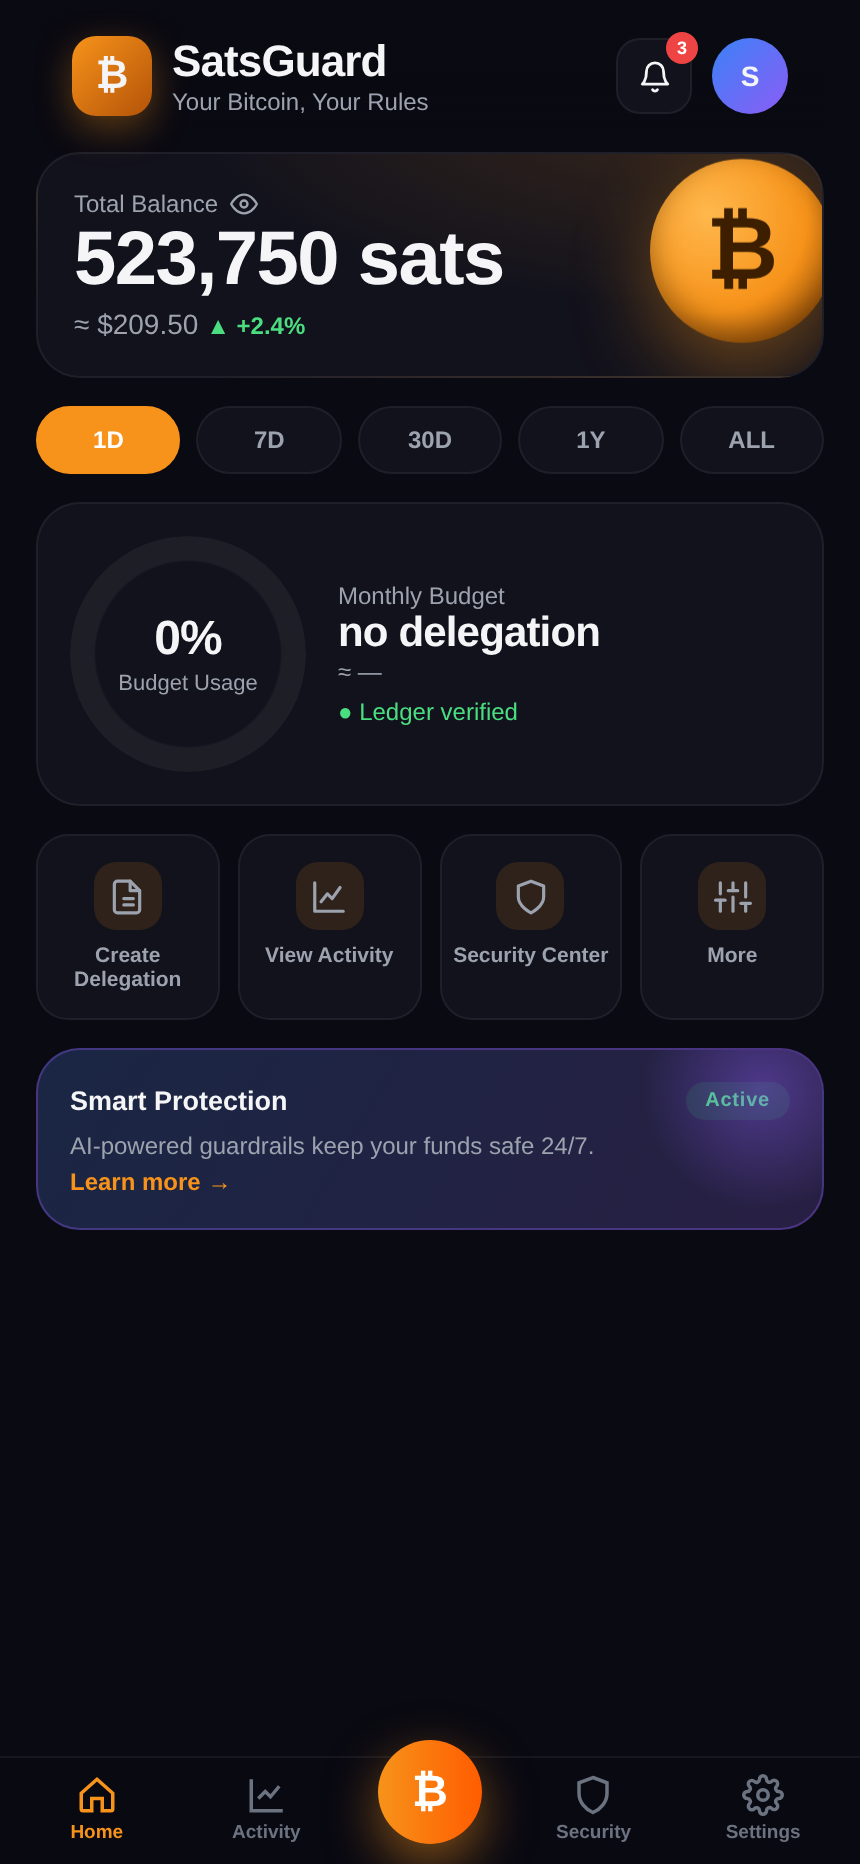 SatsGuard
Your Bitcoin, Your Rules
3
S
Total Balance
523,750 sats
≈ $209.50 ▲ +2.4%
1D
7D
30D
1Y
ALL
0%
Budget Usage
Monthly Budget
no delegation
≈ —
● Ledger verified
Create
Delegation
View Activity
Security Center
More
Smart Protection
Active
AI-powered guardrails keep your funds safe 24/7.
Learn more →
Home
Activity
₿
Security
Settings